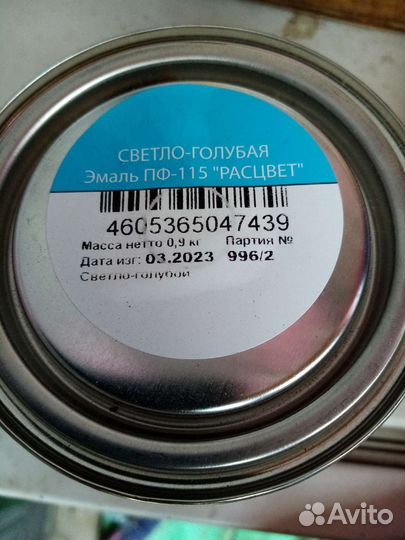 СВЕТЛО-ГОЛУБАЯ
Эмаль ПФ-115 "РАСЦВЕТ"
4605365047439
Масса нетто 0,9 кг Партия №
Дата изг: 03.2023 996/2
Светло-голубой
Avito